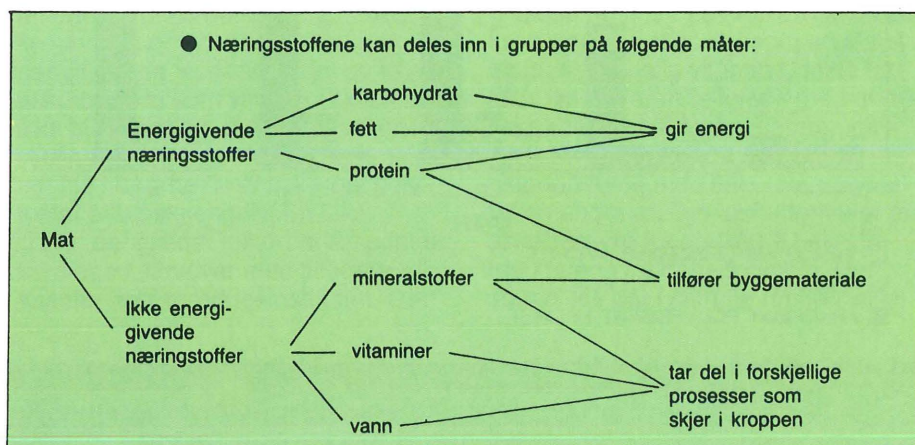 ● Næringsstoffene kan deles inn i grupper på følgende måter:
karbohydrat
Energigivende
næringsstoffer
fett
gir energi
protein
Mat
mineralstoffer
tilfører byggemateriale
Ikke energi-
givende
næringstoffer
vitaminer
tar del i forskjellige
prosesser som
skjer i kroppen
vann